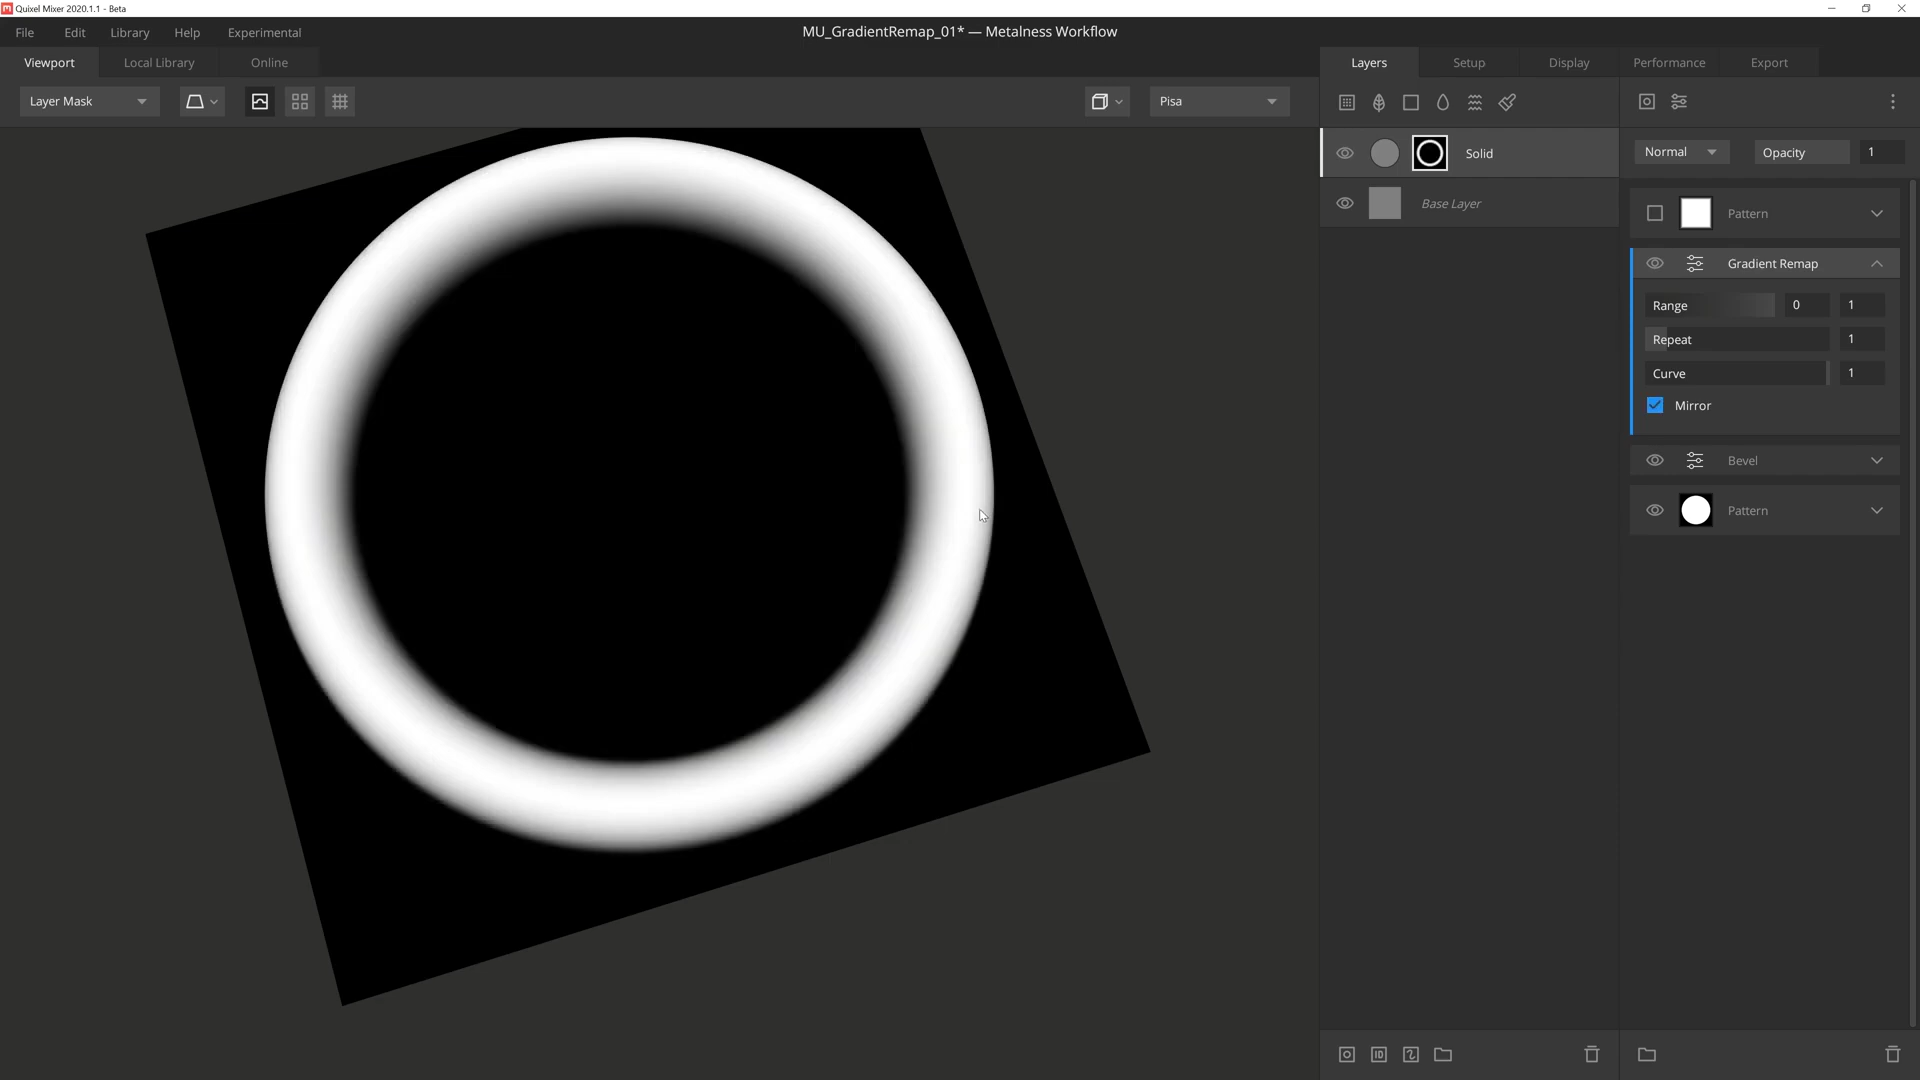 Quixel Mixer 2020.1.1 - Beta
File Edit Library Help Experimental
MU_GradientRemap_01* — Metalness Workflow
Viewport Local Library Online
Layers Setup Display Performance Export
Layer Mask
Pisa
Solid
Base Layer
Normal Opacity 1
Pattern
Gradient Remap
Range 0 1
Repeat 1
Curve 1
Mirror
Bevel
Pattern
ID